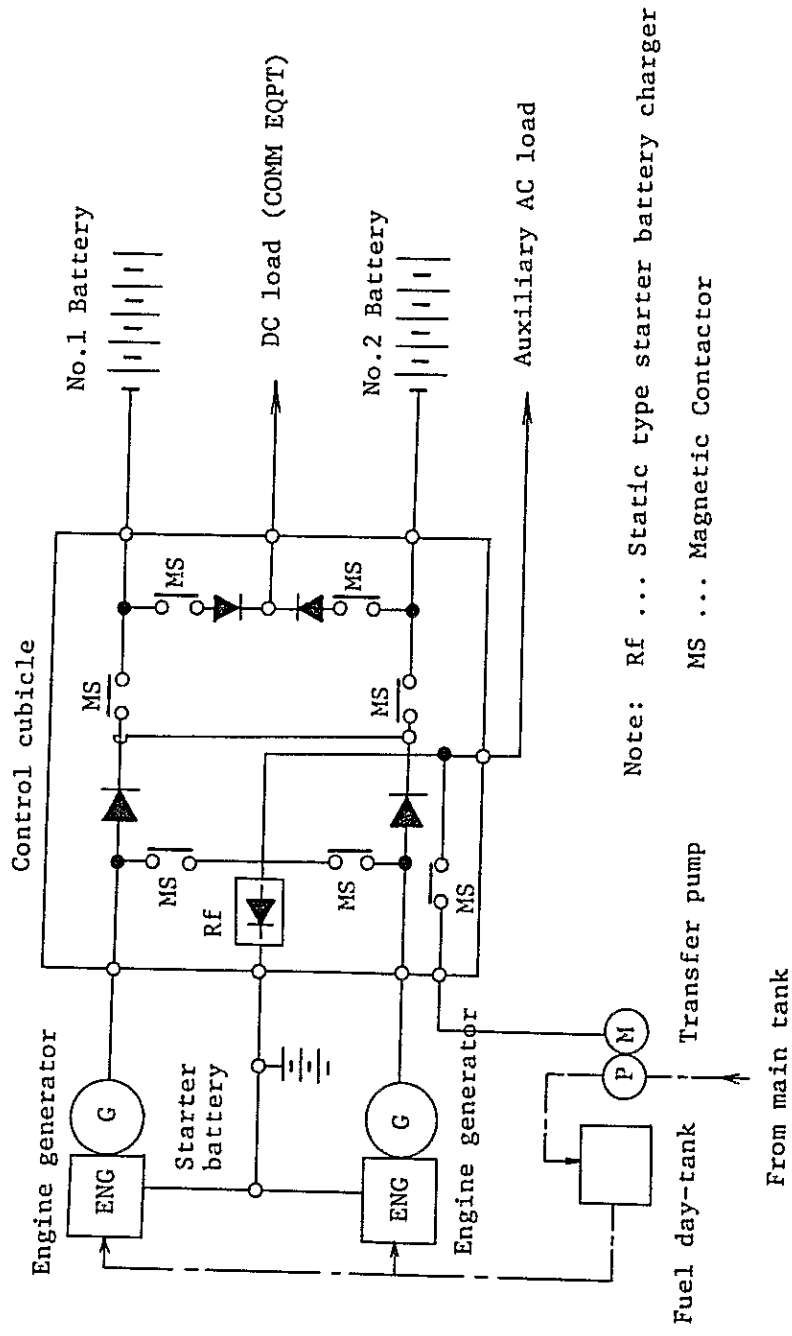 Control cubicle
Engine generator
ENG
G
Starter
battery
Rf
MS
MS
MS
MS
MS
MS
MS
No.1 Battery
DC load (COMM EQPT)
No.2 Battery
Auxiliary AC load
ENG
G
Engine generator
Fuel day-tank
P
M
Transfer pump
From main tank
Note: Rf ... Static type starter battery charger
MS ... Magnetic Contactor